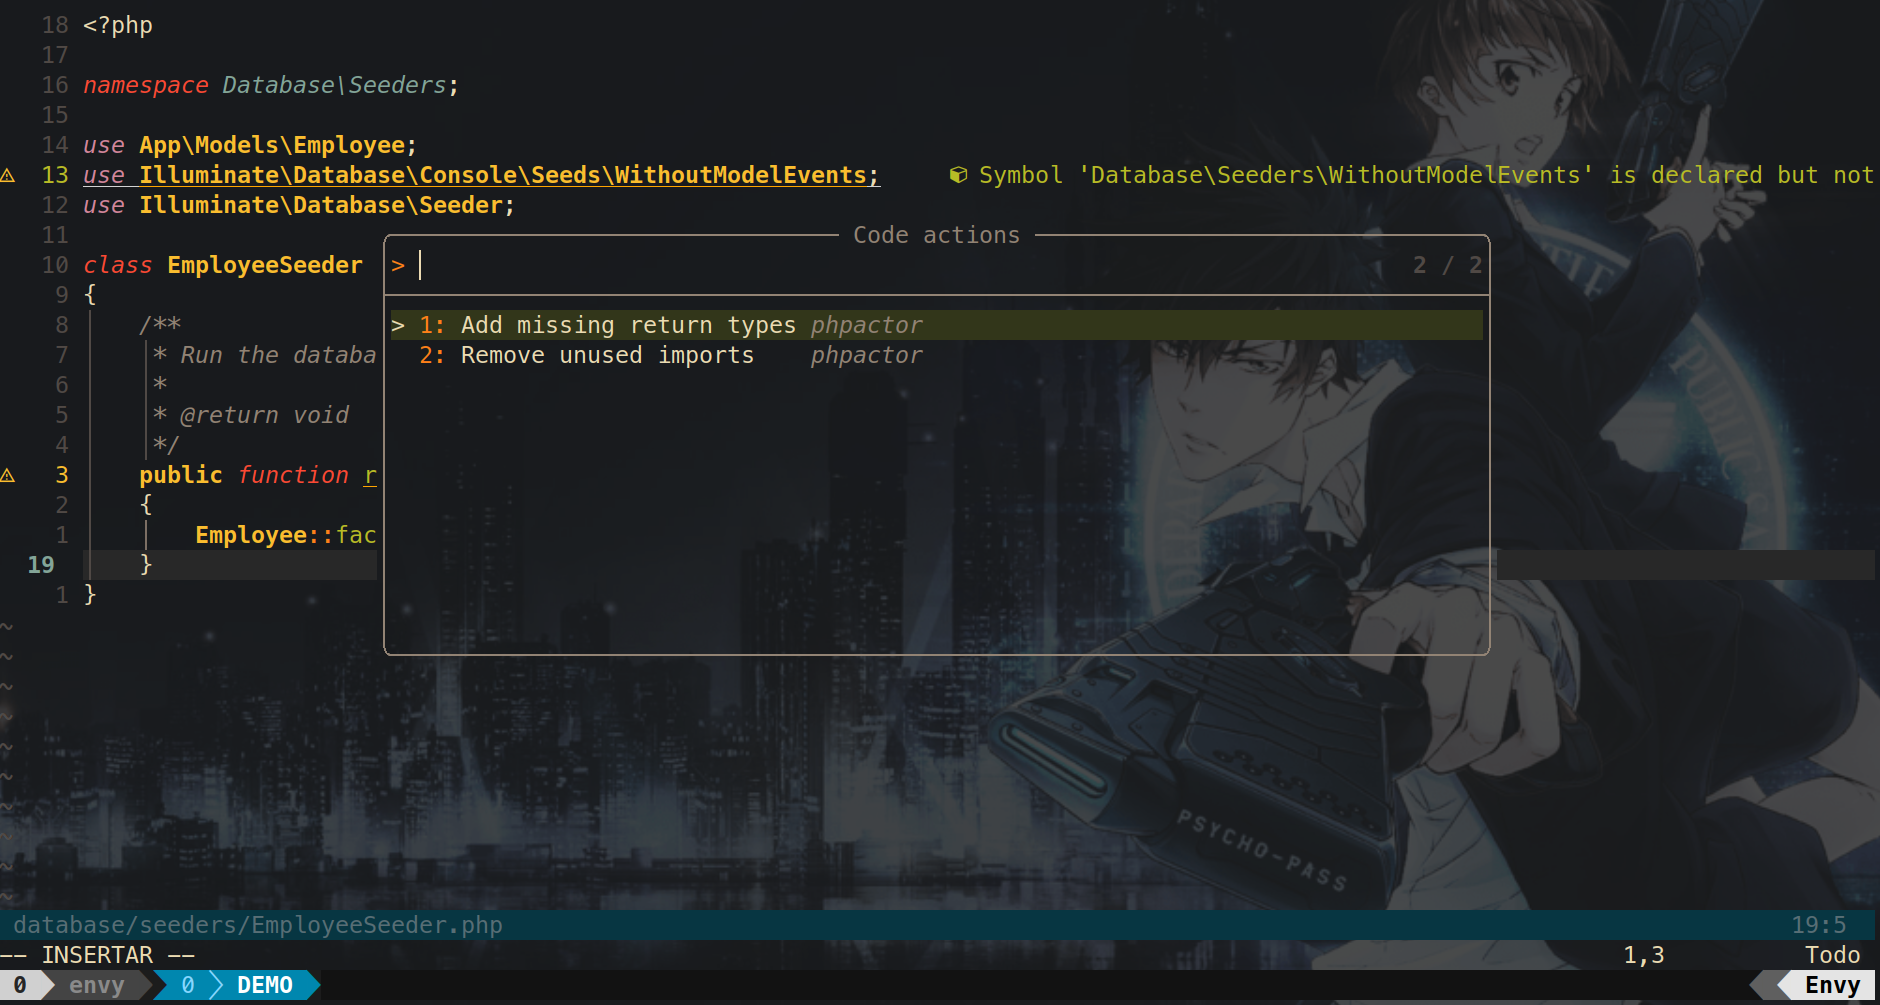 18 <?php
17
16 namespace Database\Seeders;
15
14 use App\Models\Employee;
⚠ 13 use Illuminate\Database\Console\Seeds\WithoutModelEvents; Symbol 'Database\Seeders\WithoutModelEvents' is declared but not
12 use Illuminate\Database\Seeder;
11
Code actions
10 class EmployeeSeeder
> 2 / 2
9 {
8 /**
> 1: Add missing return types phpactor
7 * Run the databa
2: Remove unused imports phpactor
6 *
5 * @return void
4 */
⚠ 3 public function r
2 {
1 Employee::fac
19 }
1 }
~
~
~
~
~
~
~
~
~
~
PUBLIC
PSYCHO-PASS
database/seeders/EmployeeSeeder.php 19:5
-- INSERTAR -- 1,3 Todo
0 envy 0 DEMO Envy